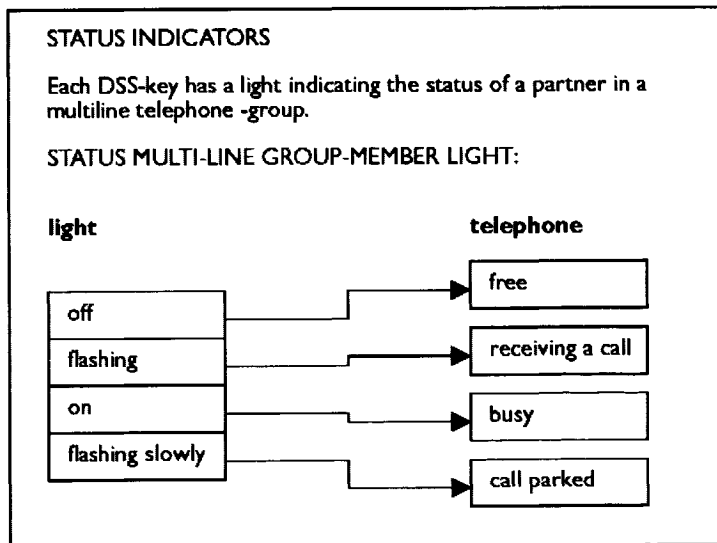 STATUS INDICATORS
Each DSS-key has a light indicating the status of a partner in a
multiline telephone -group.
STATUS MULTI-LINE GROUP-MEMBER LIGHT:
light
telephone
off
free
flashing
receiving a call
on
busy
flashing slowly
call parked